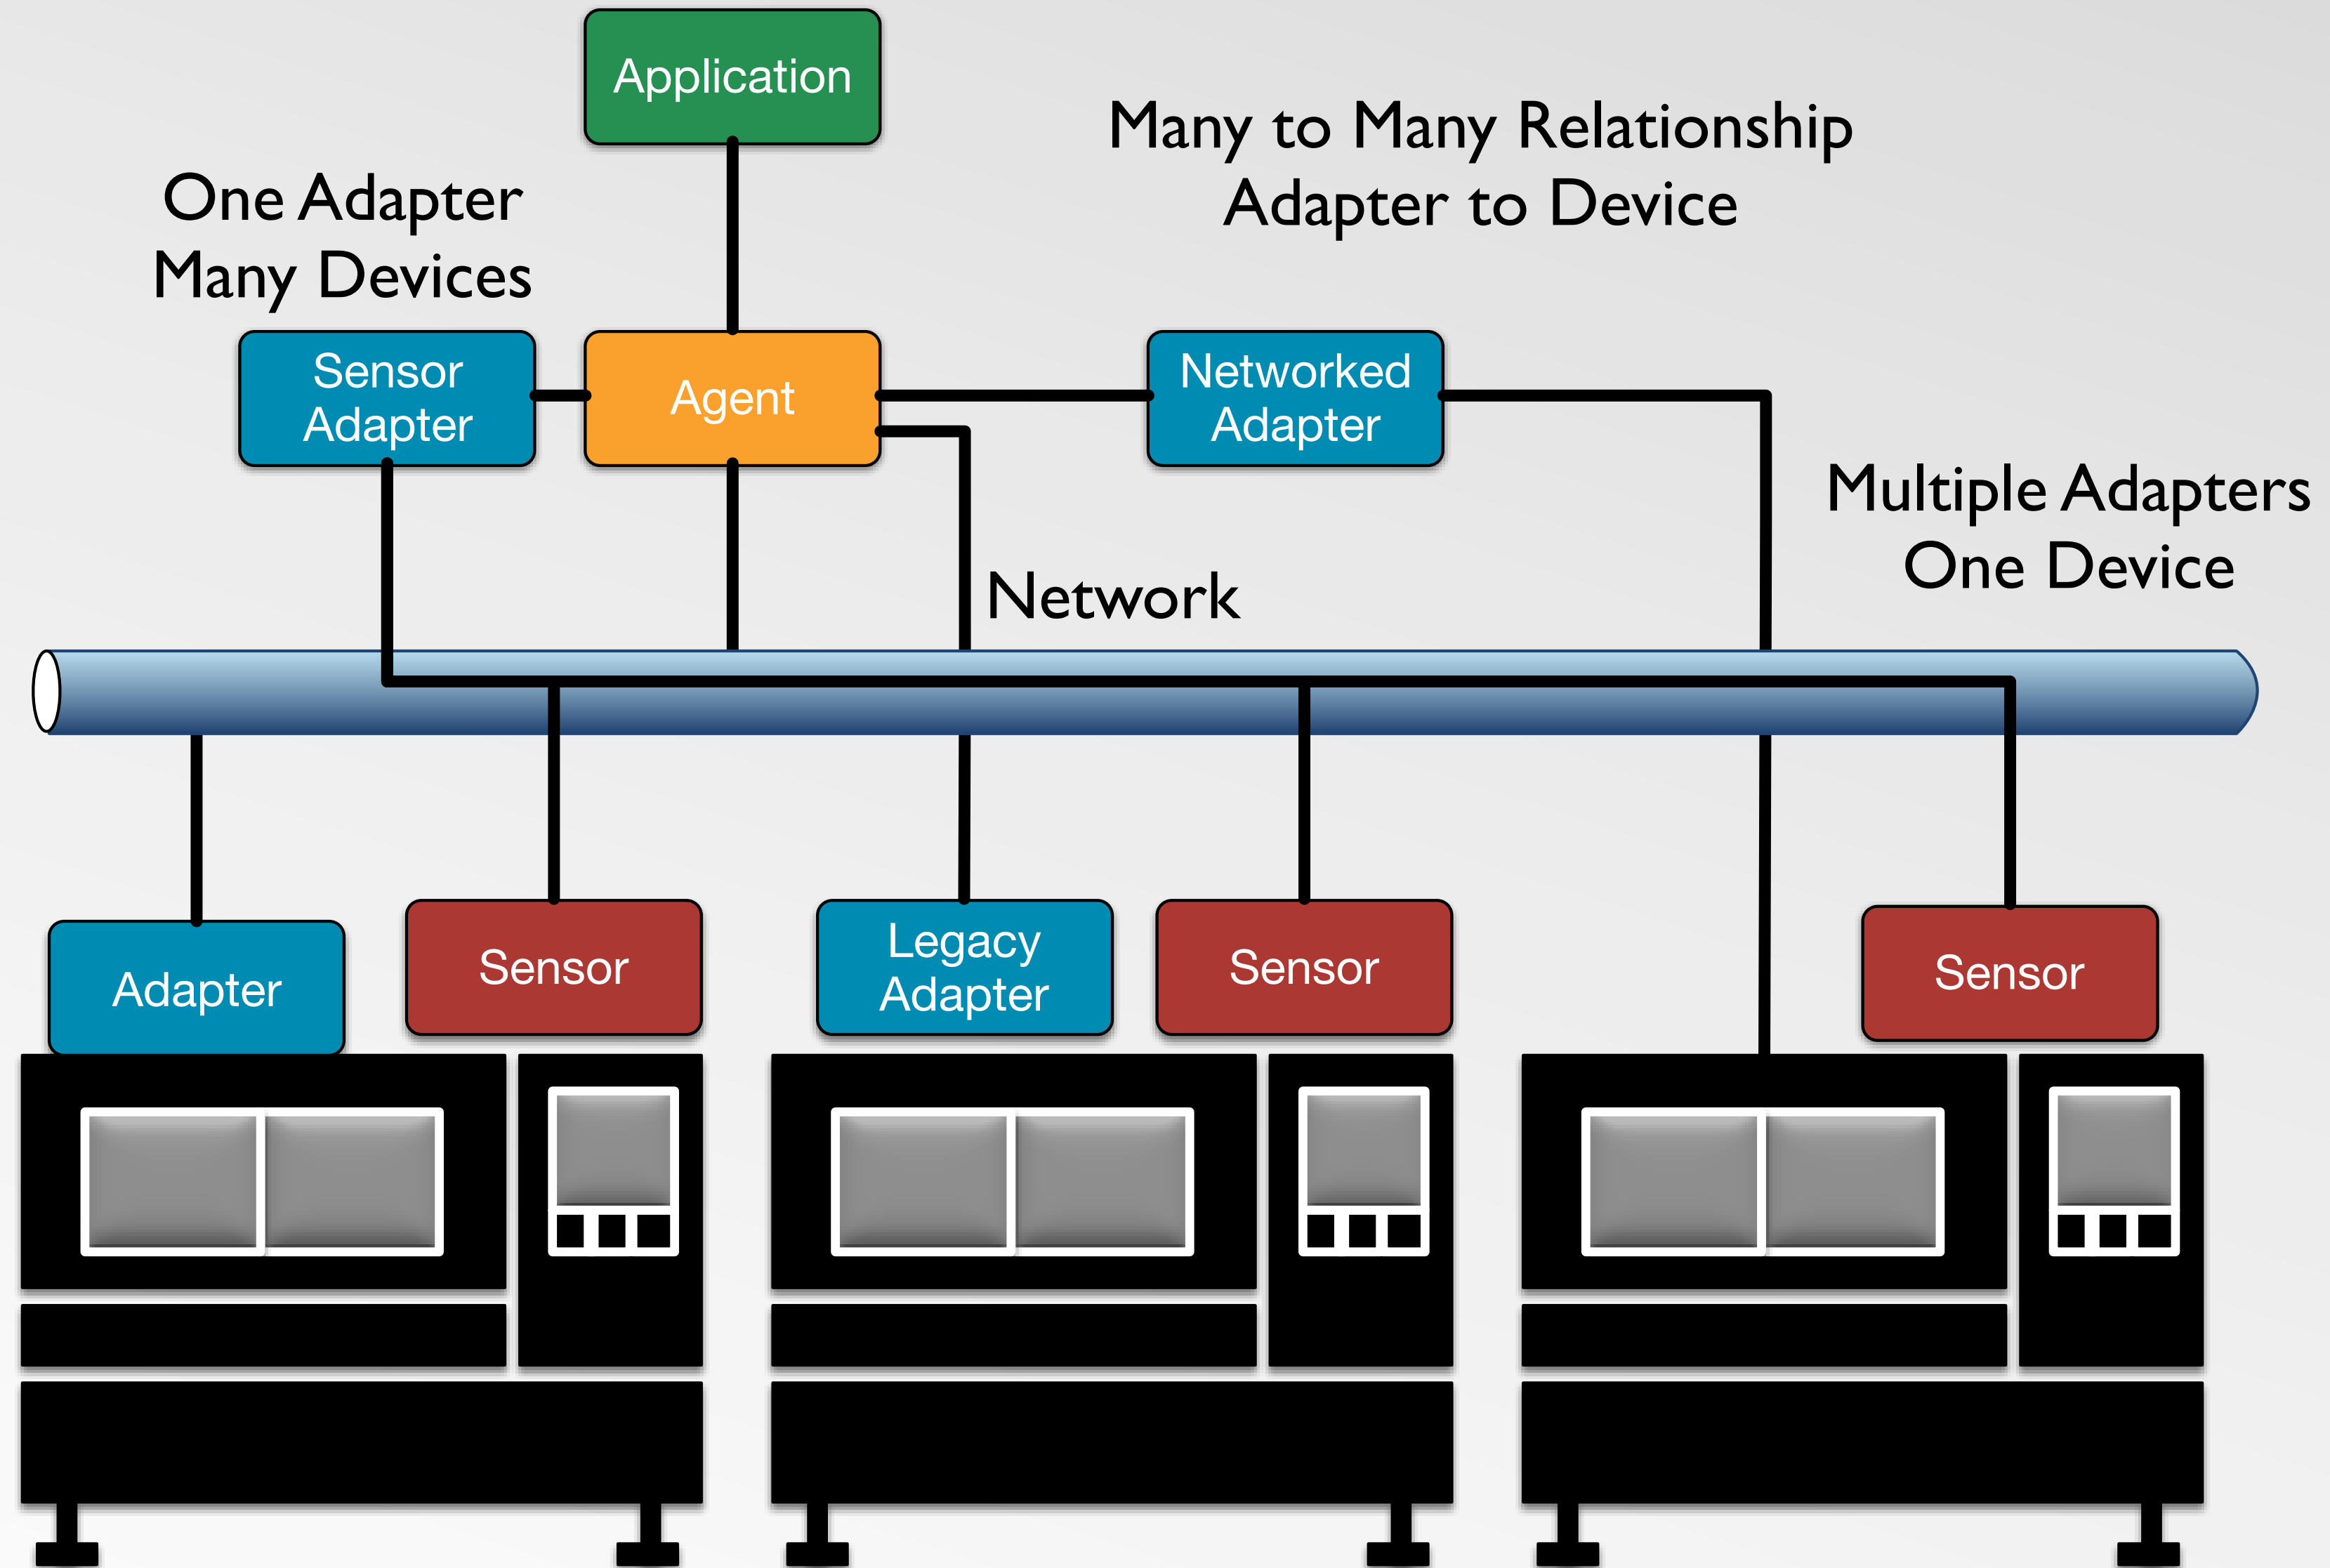 Application
Many to Many Relationship
Adapter to Device
One Adapter
Many Devices
Sensor
Adapter
Agent
Networked
Adapter
Multiple Adapters
One Device
Network
Adapter
Sensor
Legacy
Adapter
Sensor
Sensor